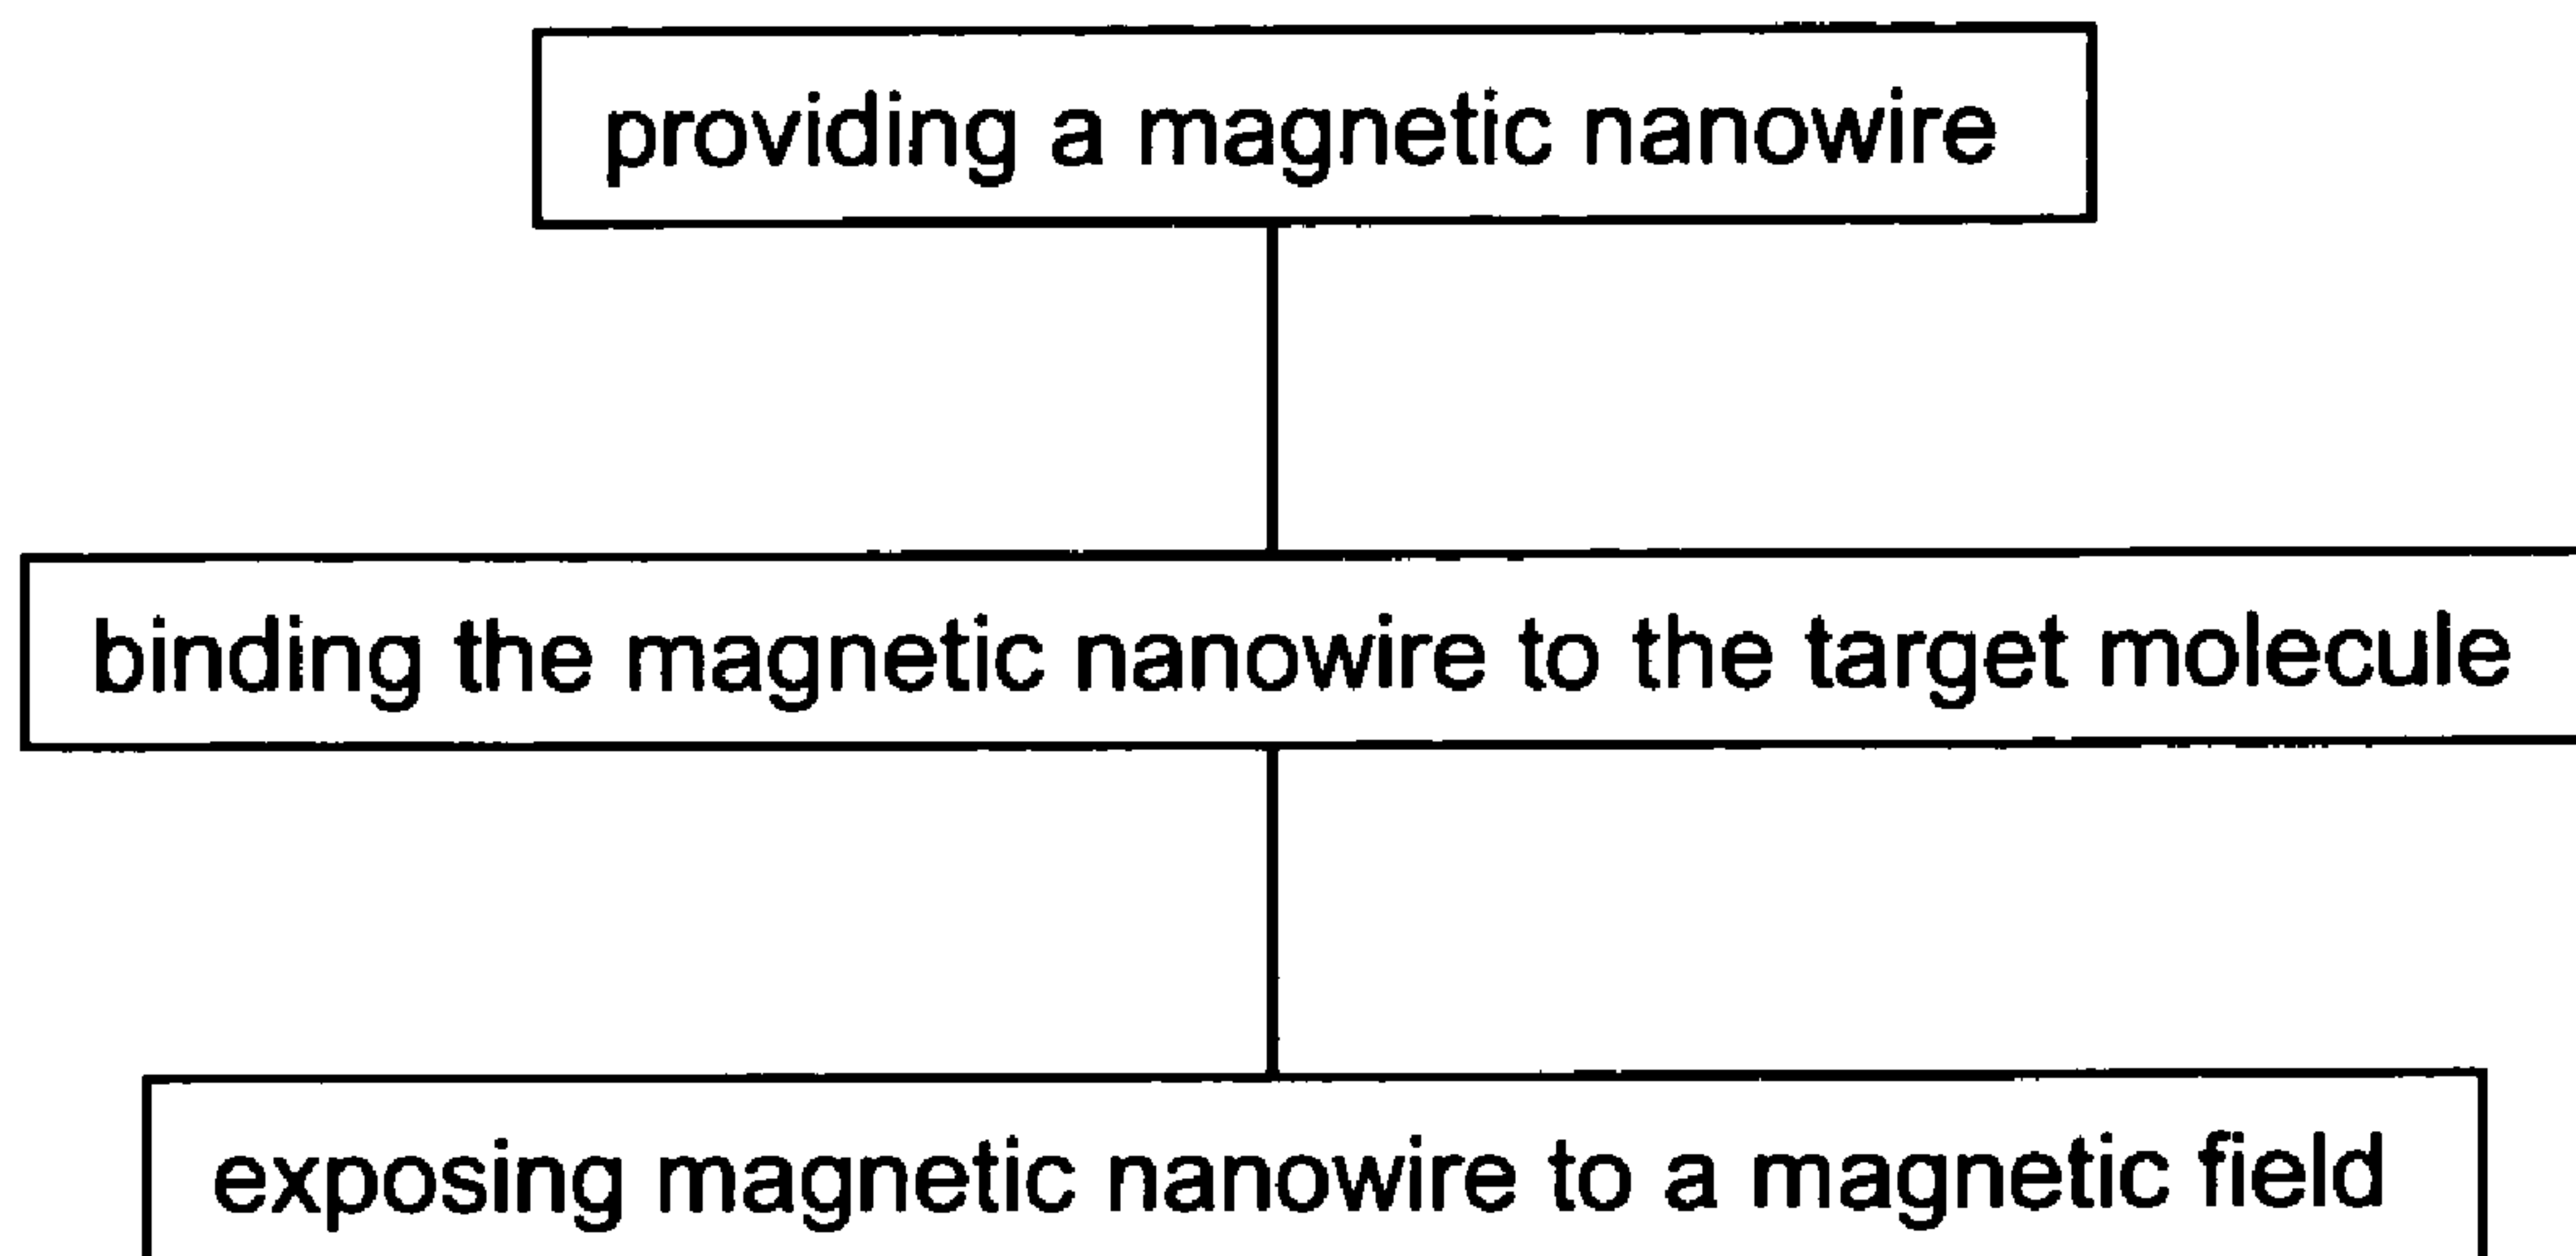 providing a magnetic nanowire
binding the magnetic nanowire to the target molecule
exposing magnetic nanowire to a magnetic field